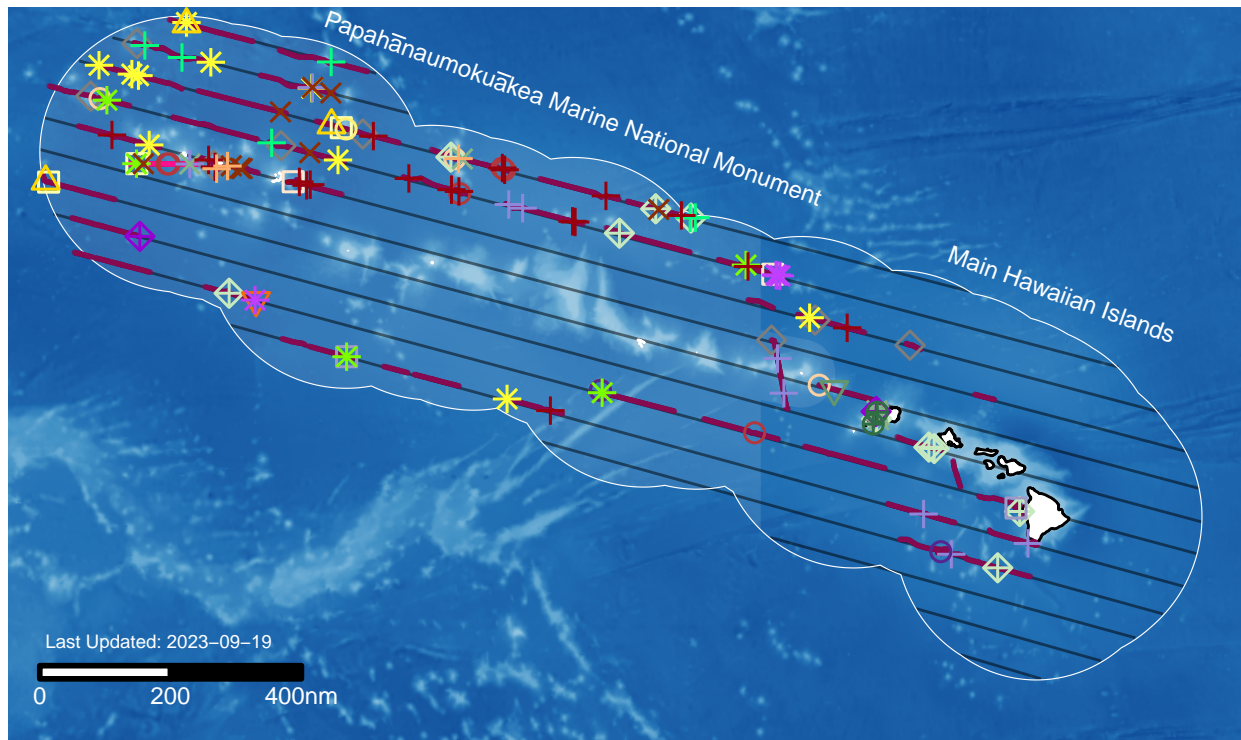 Papahānaumokuākea Marine National Monument
Main Hawaiian Islands
Last Updated: 2023−09−19
0 200 400nm